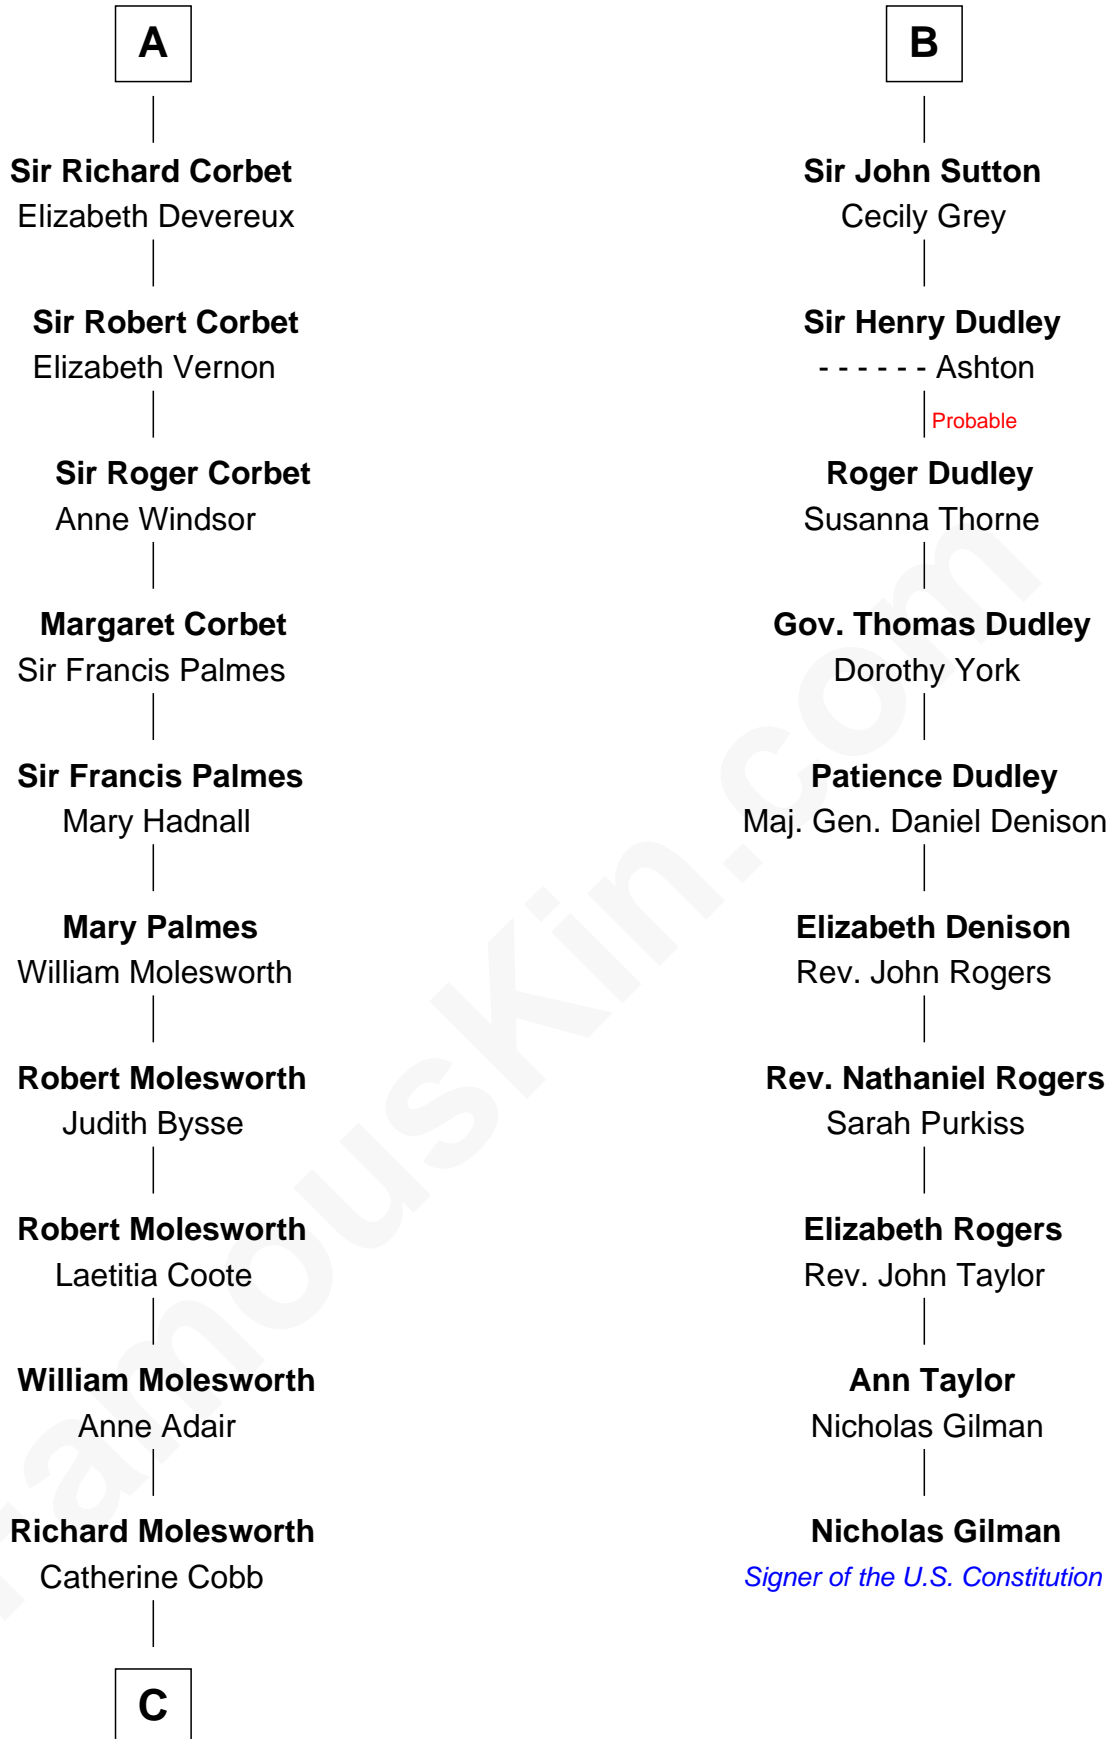 A
Sir Richard Corbet
Elizabeth Devereux
Sir Robert Corbet
Elizabeth Vernon
Sir Roger Corbet
Anne Windsor
Margaret Corbet
Sir Francis Palmes
Sir Francis Palmes
Mary Hadnall
Mary Palmes
William Molesworth
Robert Molesworth
Judith Bysse
Robert Molesworth
Laetitia Coote
William Molesworth
Anne Adair
Richard Molesworth
Catherine Cobb
C
B
Sir John Sutton
Cecily Grey
Sir Henry Dudley
- - - - - - Ashton
Probable
Roger Dudley
Susanna Thorne
Gov. Thomas Dudley
Dorothy York
Patience Dudley
Maj. Gen. Daniel Denison
Elizabeth Denison
Rev. John Rogers
Rev. Nathaniel Rogers
Sarah Purkiss
Elizabeth Rogers
Rev. John Taylor
Ann Taylor
Nicholas Gilman
Nicholas Gilman
Signer of the U.S. Constitution
FamousKin.com